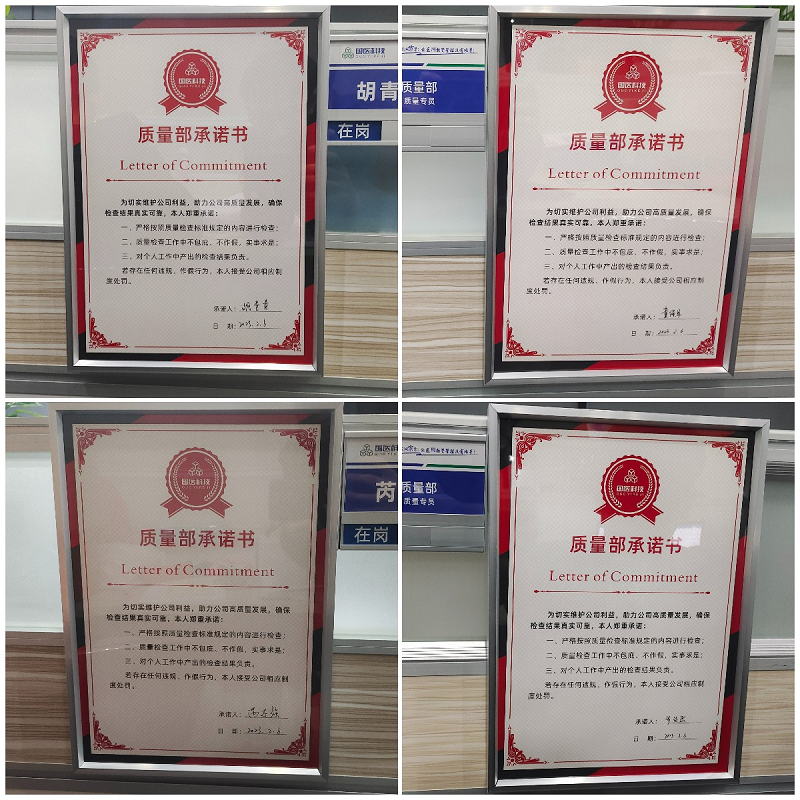 国医科技
质量部承诺书
Letter of Commitment
为切实维护公司利益，助力公司高质量发展，确保
检查结果真实可靠，本人郑重承诺：
一、严格按照质量检查标准规定的内容进行检查；
二、质量检查工作中不包庇、不作假，实事求是；
三、对个人工作中产出的检查结果负责。
若存在任何违规、作假行为，本人接受公司相应制
度处罚。
承诺人：
日 期：2023.2.6
国医科技
胡青
在岗
国医科技
质量部承诺书
Letter of Commitment
为切实维护公司利益，助力公司高质量发展，确保
检查结果真实可靠，本人郑重承诺：
一、严格按照质量检查标准规定的内容进行检查；
二、质量检查工作中不包庇、不作假，实事求是；
三、对个人工作中产出的检查结果负责。
若存在任何违规、作假行为，本人接受公司相应制
度处罚。
承诺人：
日 期：2023.2.6
质量部
质量专员
国医科技
质量部承诺书
Letter of Commitment
为切实维护公司利益，助力公司高质量发展，确保
检查结果真实可靠，本人郑重承诺：
一、严格按照质量检查标准规定的内容进行检查；
二、质量检查工作中不包庇、不作假，实事求是；
三、对个人工作中产出的检查结果负责。
若存在任何违规、作假行为，本人接受公司相应制
度处罚。
承诺人：
日 期：2023.2.6
国医科技
芮
在岗
国医科技
质量部承诺书
Letter of Commitment
为切实维护公司利益，助力公司高质量发展，确保
检查结果真实可靠，本人郑重承诺：
一、严格按照质量检查标准规定的内容进行检查；
二、质量检查工作中不包庇、不作假，实事求是；
三、对个人工作中产出的检查结果负责。
若存在任何违规、作假行为，本人接受公司相应制
度处罚。
承诺人：
日 期：2023.2.6
质量部
质量专员